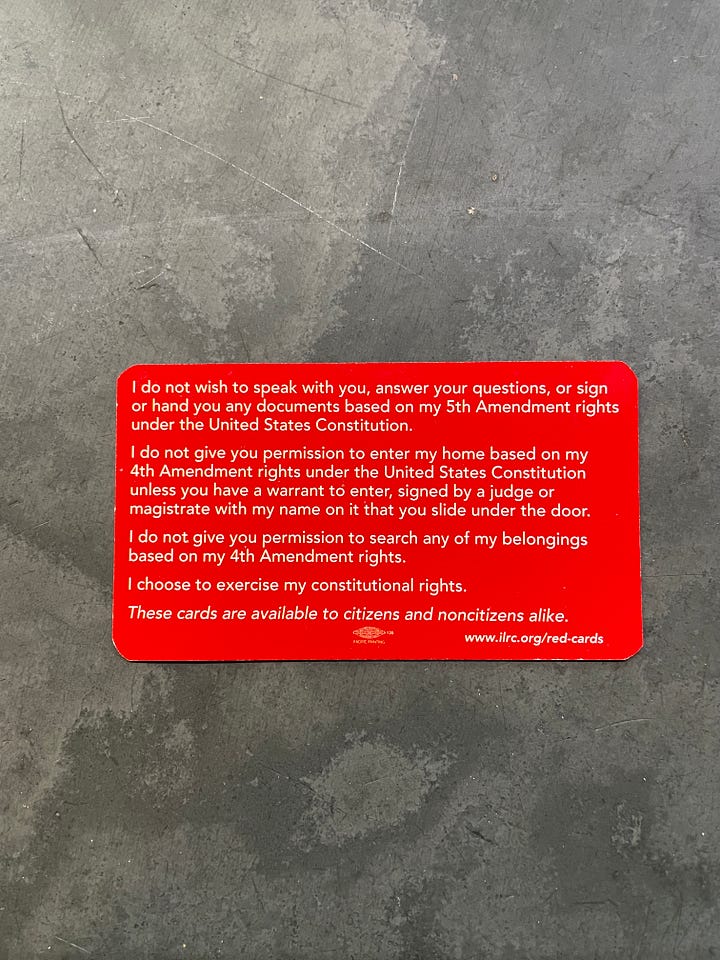 I do not wish to speak with you, answer your questions, or sign
or hand you any documents based on my 5th Amendment rights
under the United States Constitution.
I do not give you permission to enter my home based on my
4th Amendment rights under the United States Constitution
unless you have a warrant to enter, signed by a judge or
magistrate with my name on it that you slide under the door.
I do not give you permission to search any of my belongings
based on my 4th Amendment rights.
I choose to exercise my constitutional rights.
These cards are available to citizens and noncitizens alike.
www.ilrc.org/red-cards